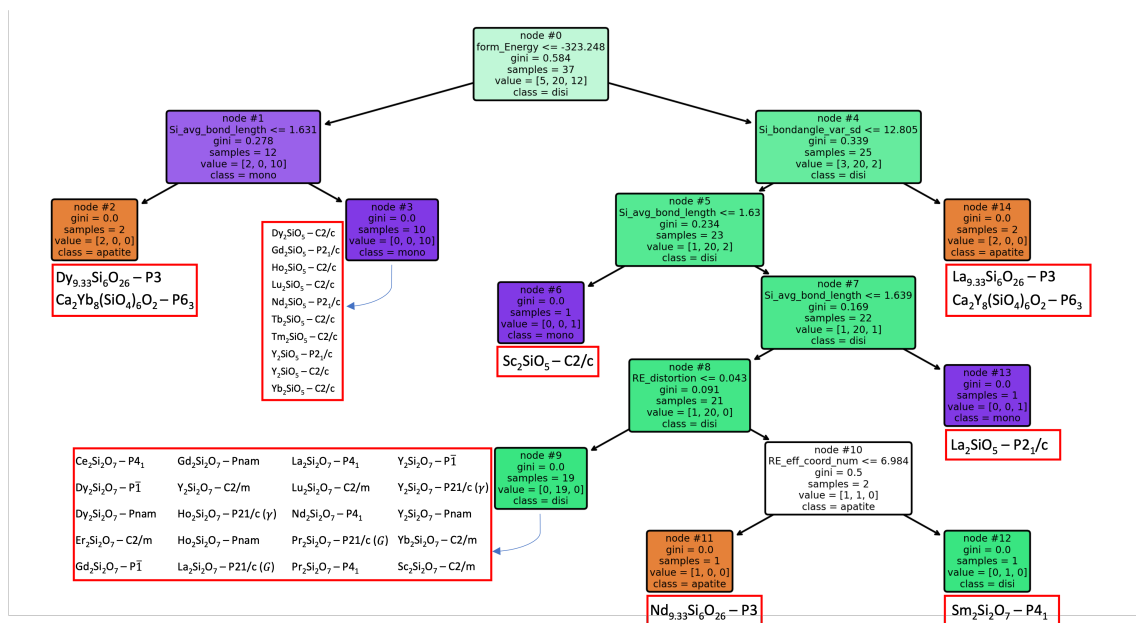 node #0
form_Energy <= -323.248
gini = 0.584
samples = 37
value = [5, 20, 12]
class = disi
node #1
Si_avg_bond_length <= 1.631
gini = 0.278
samples = 12
value = [2, 0, 10]
class = mono
node #4
Si_bondangle_var_sd <= 12.805
gini = 0.339
samples = 25
value = [3, 20, 2]
class = disi
node #2
gini = 0.0
samples = 2
value = [2, 0, 0]
class = apatite
Dy₉.₃₃Si₆O₂₆ – P3
Ca₂Yb₈(SiO₄)₆O₂ – P6₃
node #3
gini = 0.0
samples = 10
value = [0, 0, 10]
class = mono
Dy₂SiO₅ – C2/c
Gd₂SiO₅ – P2₁/c
Ho₂SiO₅ – C2/c
Lu₂SiO₅ – C2/c
Nd₂SiO₅ – P2₁/c
Tb₂SiO₅ – C2/c
Tm₂SiO₅ – C2/c
Y₂SiO₅ – P2₁/c
Y₂SiO₅ – C2/c
Yb₂SiO₅ – C2/c
node #5
Si_avg_bond_length <= 1.63
gini = 0.234
samples = 23
value = [1, 20, 2]
class = disi
node #14
gini = 0.0
samples = 2
value = [2, 0, 0]
class = apatite
La₉.₃₃Si₆O₂₆ – P3
Ca₂Y₈(SiO₄)₆O₂ – P6₃
node #6
gini = 0.0
samples = 1
value = [0, 0, 1]
class = mono
Sc₂SiO₅ – C2/c
node #7
Si_avg_bond_length <= 1.639
gini = 0.169
samples = 22
value = [1, 20, 1]
class = disi
node #8
RE_distortion <= 0.043
gini = 0.091
samples = 21
value = [1, 20, 0]
class = disi
node #13
gini = 0.0
samples = 1
value = [0, 0, 1]
class = mono
La₂SiO₅ – P2₁/c
node #9
gini = 0.0
samples = 19
value = [0, 19, 0]
class = disi
Ce₂Si₂O₇ – P4₁ Gd₂Si₂O₇ – Pnam La₂Si₂O₇ – P4₁ Y₂Si₂O₇ – P1̅
Dy₂Si₂O₇ – P1̅ Y₂Si₂O₇ – C2/m Lu₂Si₂O₇ – C2/m Y₂Si₂O₇ – P21/c (γ)
Dy₂Si₂O₇ – Pnam Ho₂Si₂O₇ – P21/c (γ) Nd₂Si₂O₇ – P4₁ Y₂Si₂O₇ – Pnam
Er₂Si₂O₇ – C2/m Ho₂Si₂O₇ – Pnam Pr₂Si₂O₇ – P21/c (G) Yb₂Si₂O₇ – C2/m
Gd₂Si₂O₇ – P1̅ La₂Si₂O₇ – P21/c (G) Pr₂Si₂O₇ – P4₁ Sc₂Si₂O₇ – C2/m
node #10
RE_eff_coord_num <= 6.984
gini = 0.5
samples = 2
value = [1, 1, 0]
class = apatite
node #11
gini = 0.0
samples = 1
value = [1, 0, 0]
class = apatite
Nd₉.₃₃Si₆O₂₆ – P3
node #12
gini = 0.0
samples = 1
value = [0, 1, 0]
class = disi
Sm₂Si₂O₇ – P4₁